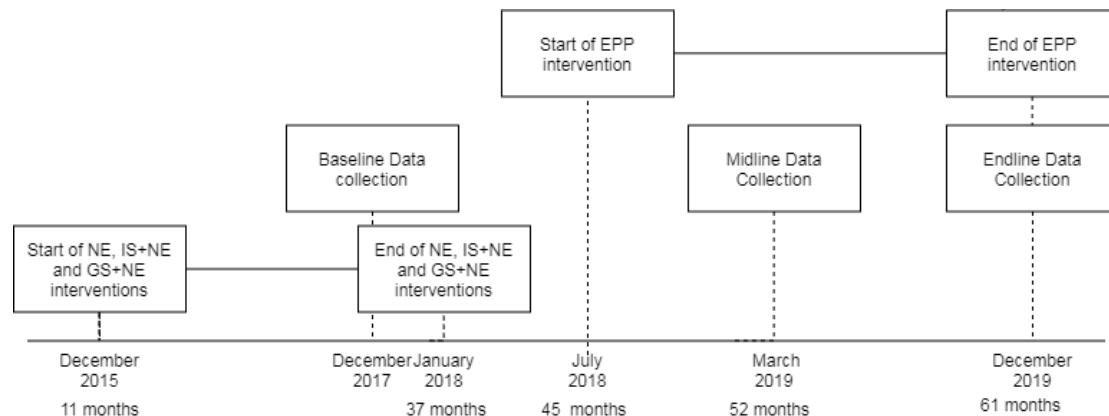 Start of EPP
intervention
End of EPP
intervention
Baseline Data
collection
Midline Data
Collection
Endline Data
Collection
Start of NE, IS+NE
and GS+NE
interventions
End of NE, IS+NE
and GS+NE
interventions
December
2015
11 months
December
2017
January
2018
37 months
July
2018
45 months
March
2019
52 months
December
2019
61 months